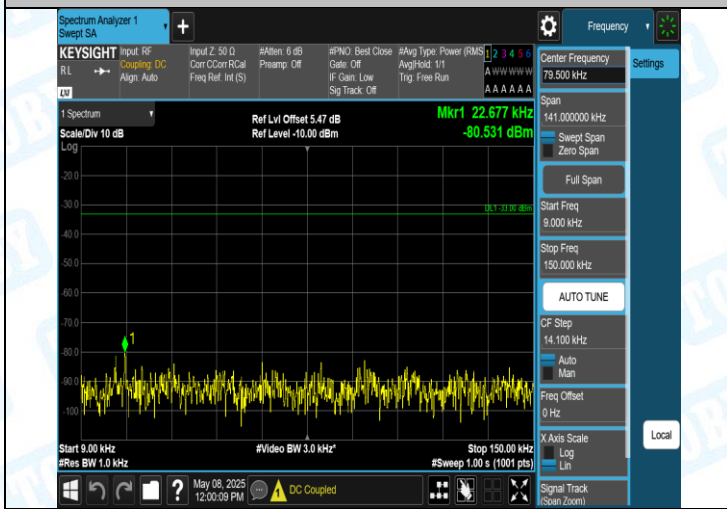 Spectrum Analyzer 1
Swept SA
Frequency
KEYSIGHT
RL
LXI
Input: RF
Coupling: DC
Align: Auto
Input Z: 50 Ω
Corr CCorr RCal
Freq Ref: Int (S)
#Atten: 6 dB
Preamp: Off
#PNO: Best Close
Gate: Off
IF Gain: Low
Sig Track: Off
#Avg Type: Power (RMS
Avg|Hold: 1/1
Trig: Free Run
1 2 3 4 5 6
A W W W W W
A A A A A A
1 Spectrum
Scale/Div 10 dB
Log
Ref Lvl Offset 5.47 dB
Ref Level -10.00 dBm
Mkr1 22.677 kHz
-80.531 dBm
-20.0
-30.0
DL1 -33.00 dBm
-40.0
-50.0
-60.0
-70.0
1
-80.0
-90.0
-100
Start 9.00 kHz
#Res BW 1.0 kHz
#Video BW 3.0 kHz*
Stop 150.00 kHz
#Sweep 1.00 s (1001 pts)
?
May 08, 2025
12:00:09 PM
1
DC Coupled
Settings
Center Frequency
79.500 kHz
Span
141.000000 kHz
Swept Span
Zero Span
Full Span
Start Freq
9.000 kHz
Stop Freq
150.000 kHz
AUTO TUNE
CF Step
14.100 kHz
Auto
Man
Freq Offset
0 Hz
X Axis Scale
Log
Lin
Signal Track
(Span Zoom)
Local